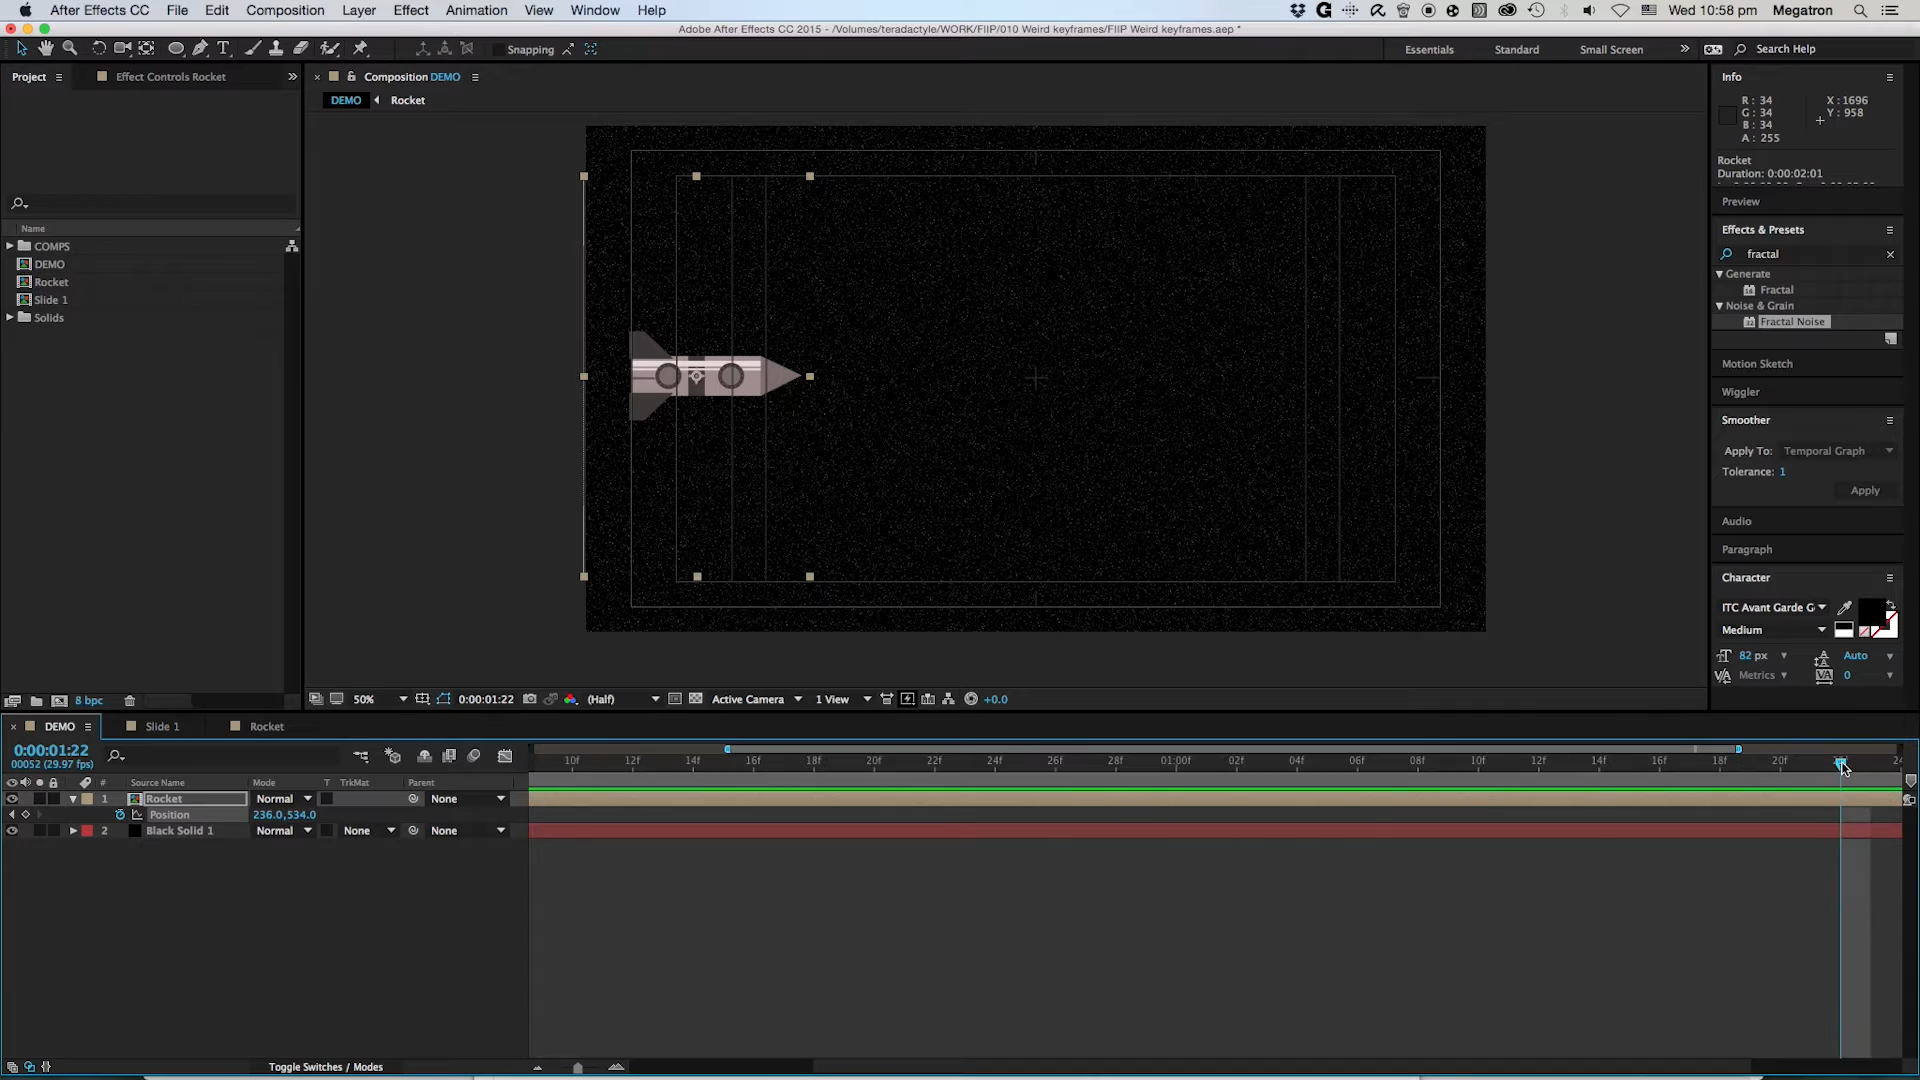 After Effects CC File Edit Composition Layer Effect Animation View Window Help Wed 10:58 pm Megatron
Adobe After Effects CC 2015 - /Volumes/teradactyle/WORK/FIIP/010 Weird keyframes/FIIP Weird keyframes.aep *
Snapping Essentials Standard Small Screen Search Help
Project Effect Controls Rocket Composition DEMO Info
DEMO Rocket
R : 34 X : 1696
G : 34 Y : 958
B : 34
A : 255
Rocket
Duration: 0:00:02:01
Preview
Name
COMPS
DEMO
Rocket
Slide 1
Solids
Effects & Presets
fractal
Generate
Fractal
Noise & Grain
Fractal Noise
Motion Sketch
Wiggler
Smoother
Apply To: Temporal Graph
Tolerance: 1
Apply
Audio
Paragraph
Character
ITC Avant Garde G
Medium
82 px Auto
Metrics 0
8 bpc 50% 0:00:01:22 (Half) Active Camera 1 View +0.0
DEMO Slide 1 Rocket
0:00:01:22
00052 (29.97 fps)
10f 12f 14f 16f 18f 20f 22f 24f 26f 28f 01:00f 02f 04f 06f 08f 10f 12f 14f 16f 18f 20f 24
# Source Name Mode T TrkMat Parent
1 Rocket Normal None
Position 236.0,534.0
2 Black Solid 1 Normal None None
Toggle Switches / Modes